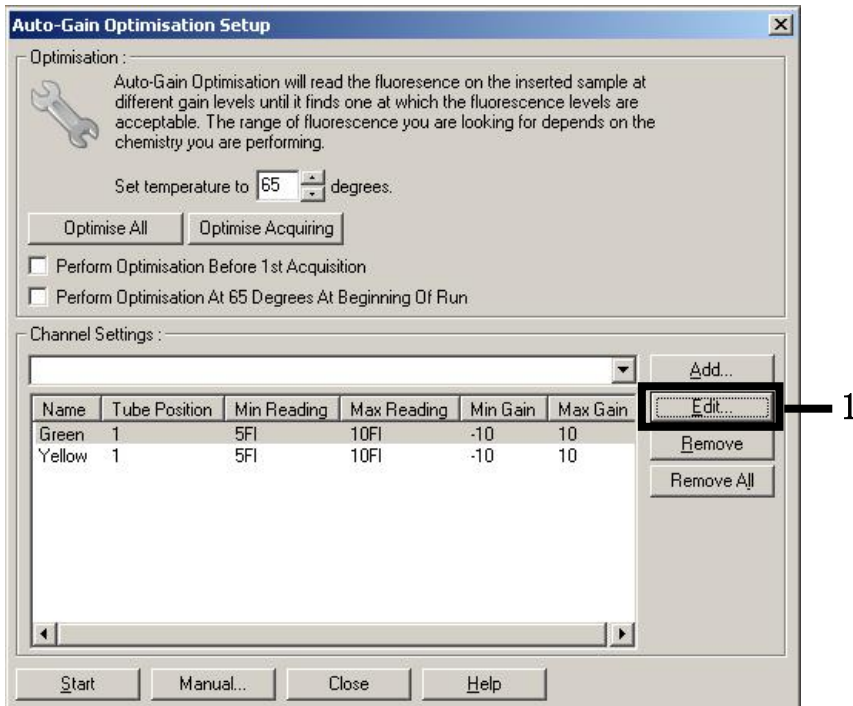 Auto-Gain Optimisation Setup
Optimisation :
Auto-Gain Optimisation will read the fluoresence on the inserted sample at
different gain levels until it finds one at which the fluorescence levels are
acceptable. The range of fluorescence you are looking for depends on the
chemistry you are performing.
Set temperature to 65 degrees.
Optimise All Optimise Acquiring
Perform Optimisation Before 1st Acquisition
Perform Optimisation At 65 Degrees At Beginning Of Run
Channel Settings :
Add...
Name Tube Position Min Reading Max Reading Min Gain Max Gain Edit... 1
Green 1 5Fl 10Fl -10 10
Remove
Yellow 1 5Fl 10Fl -10 10
Remove All
Start Manual... Close Help